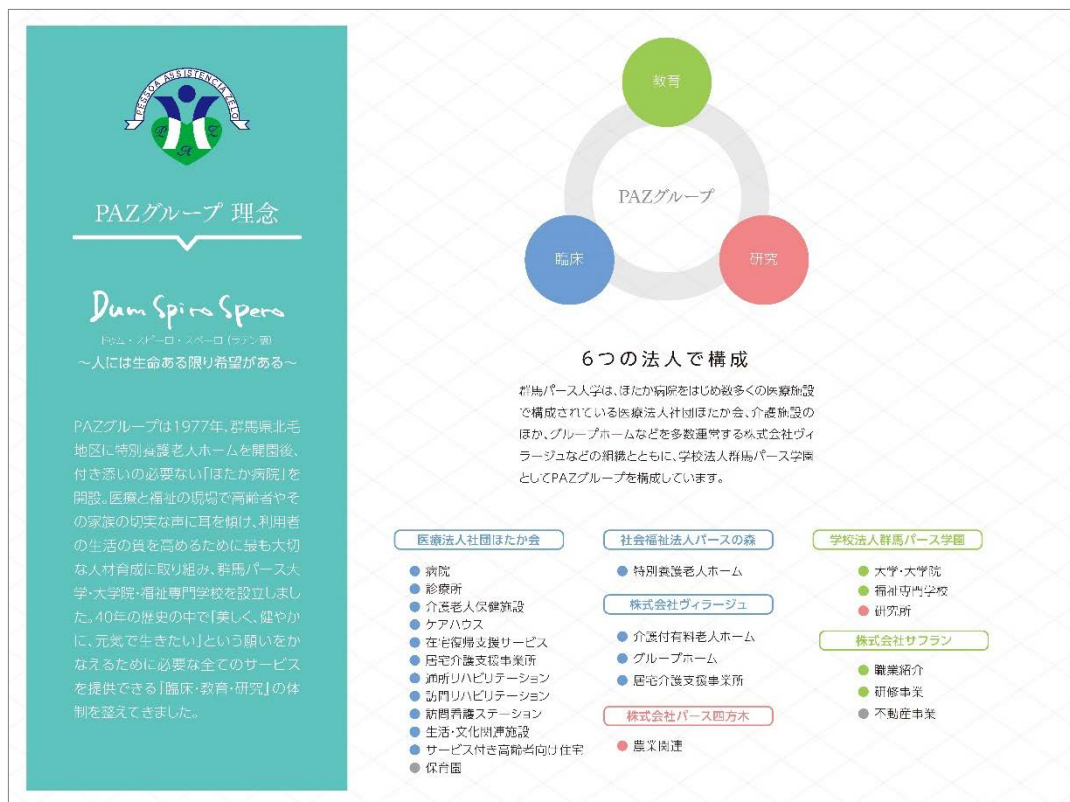 PESSOA ASSISTENCIA ZELO
P A Z
PAZグループ 理念
Dum Spiro Spero
ドゥム・スピーロ・スペーロ（ラテン語）
〜人には生命ある限り希望がある〜
PAZグループは1977年、群馬県北毛
地区に特別養護老人ホームを開園後、
付き添いの必要ない「ほたか病院」を
開設。医療と福祉の現場で高齢者やそ
の家族の切実な声に耳を傾け、利用者
の生活の質を高めるために最も大切
な人材育成に取り組み、群馬パース大
学・大学院・福祉専門学校を設立しまし
た。40年の歴史の中で「美しく、健やか
に、元気で生きたい」という願いをか
なえるために必要な全てのサービス
を提供できる「臨床・教育・研究」の体
制を整えてきました。
教育
PAZグループ
臨床
研究
6つの法人で構成
群馬パース大学は、ほたか病院をはじめ数多くの医療施設
で構成されている医療法人社団ほたか会、介護施設の
ほか、グループホームなどを多数運営する株式会社ヴィ
ラージュなどの組織とともに、学校法人群馬パース学園
としてPAZグループを構成しています。
医療法人社団ほたか会
病院
診療所
介護老人保健施設
ケアハウス
在宅復帰支援サービス
居宅介護支援事業所
通所リハビリテーション
訪問リハビリテーション
訪問看護ステーション
生活・文化関連施設
サービス付き高齢者向け住宅
保育園
社会福祉法人パースの森
特別養護老人ホーム
株式会社ヴィラージュ
介護付有料老人ホーム
グループホーム
居宅介護支援事業所
株式会社パース四方木
農業関連
学校法人群馬パース学園
大学・大学院
福祉専門学校
研究所
株式会社サフラン
職業紹介
研修事業
不動産事業